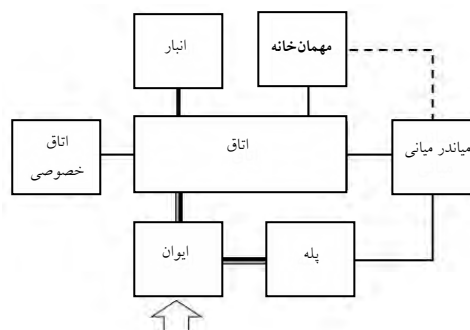 انبار
مهمان‌خانه
اتاق
خصوصی
اتاق
میاندر میانی
ایوان
پله